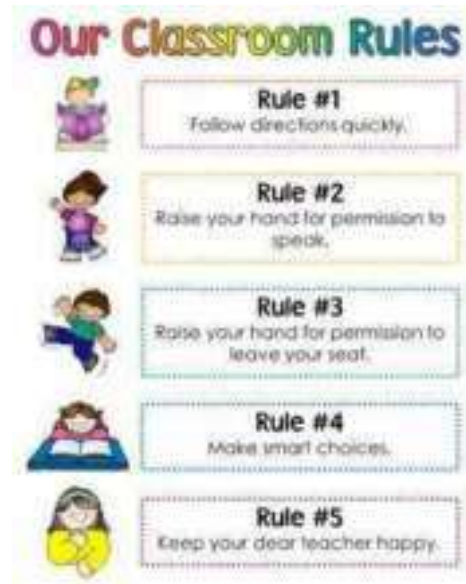 Our Classroom Rules
Rule #1
Follow directions quickly.
Rule #2
Raise your hand for permission to
speak.
Rule #3
Raise your hand for permission to
leave your seat.
Rule #4
Make smart choices.
Rule #5
Keep your dear teacher happy.